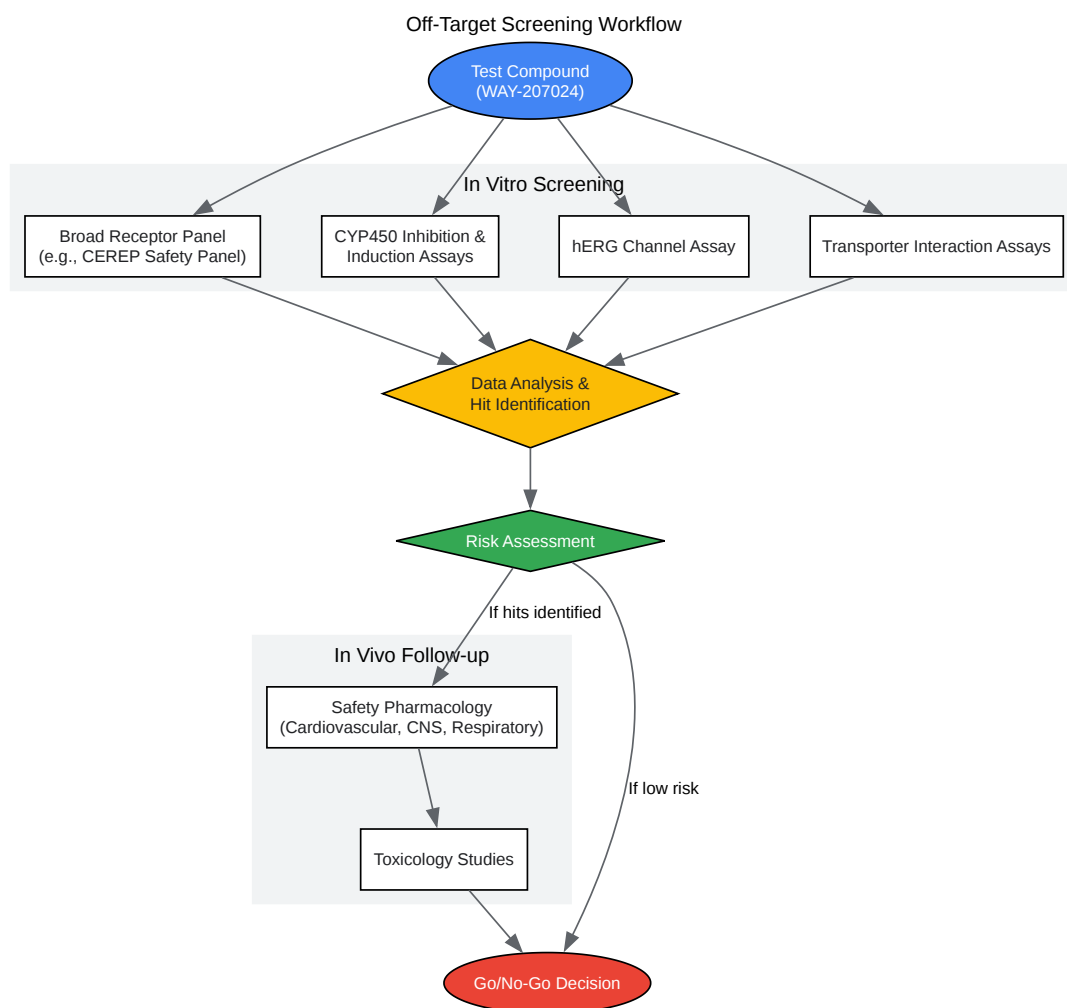 Off-Target Screening Workflow
Test Compound
(WAY-207024)
In Vitro Screening
Broad Receptor Panel
(e.g., CEREP Safety Panel)
CYP450 Inhibition &
Induction Assays
hERG Channel Assay
Transporter Interaction Assays
Data Analysis &
Hit Identification
Risk Assessment
If hits identified
In Vivo Follow-up
Safety Pharmacology
(Cardiovascular, CNS, Respiratory)
If low risk
Toxicology Studies
Go/No-Go Decision